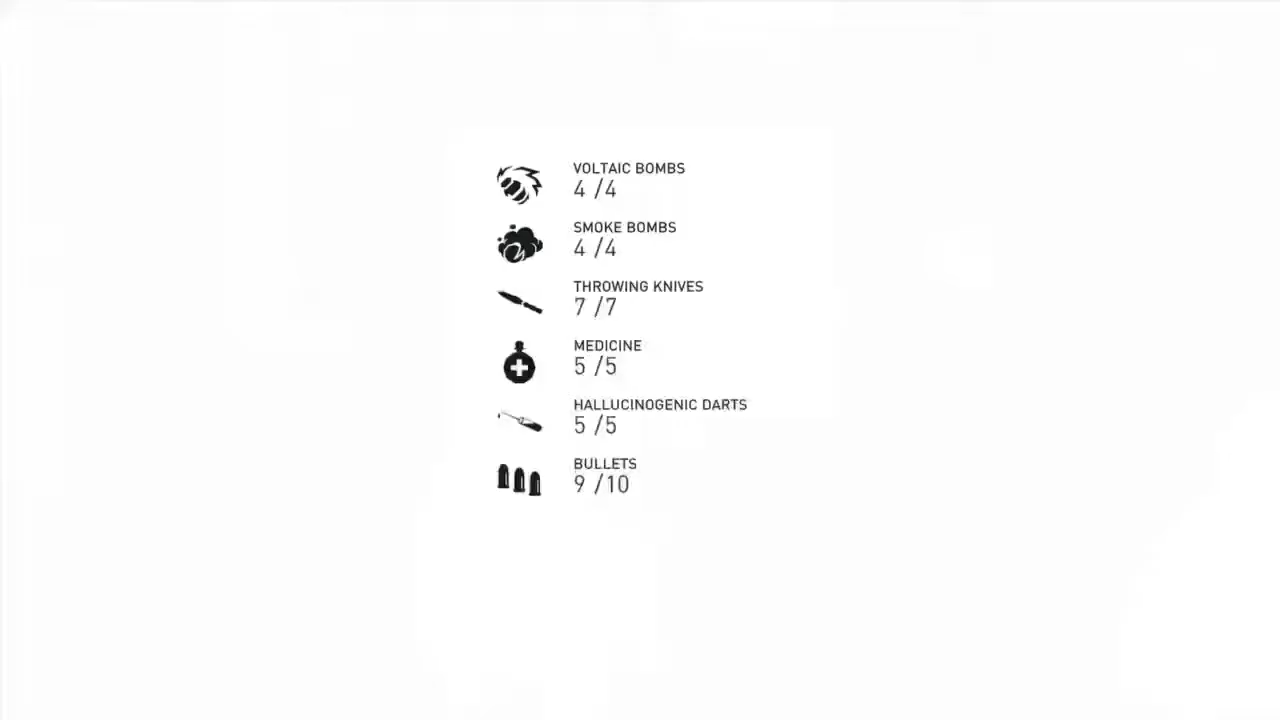 VOLTAIC BOMBS
4 /4
SMOKE BOMBS
4 /4
THROWING KNIVES
7 /7
MEDICINE
5 /5
HALLUCINOGENIC DARTS
5 /5
BULLETS
9 /10